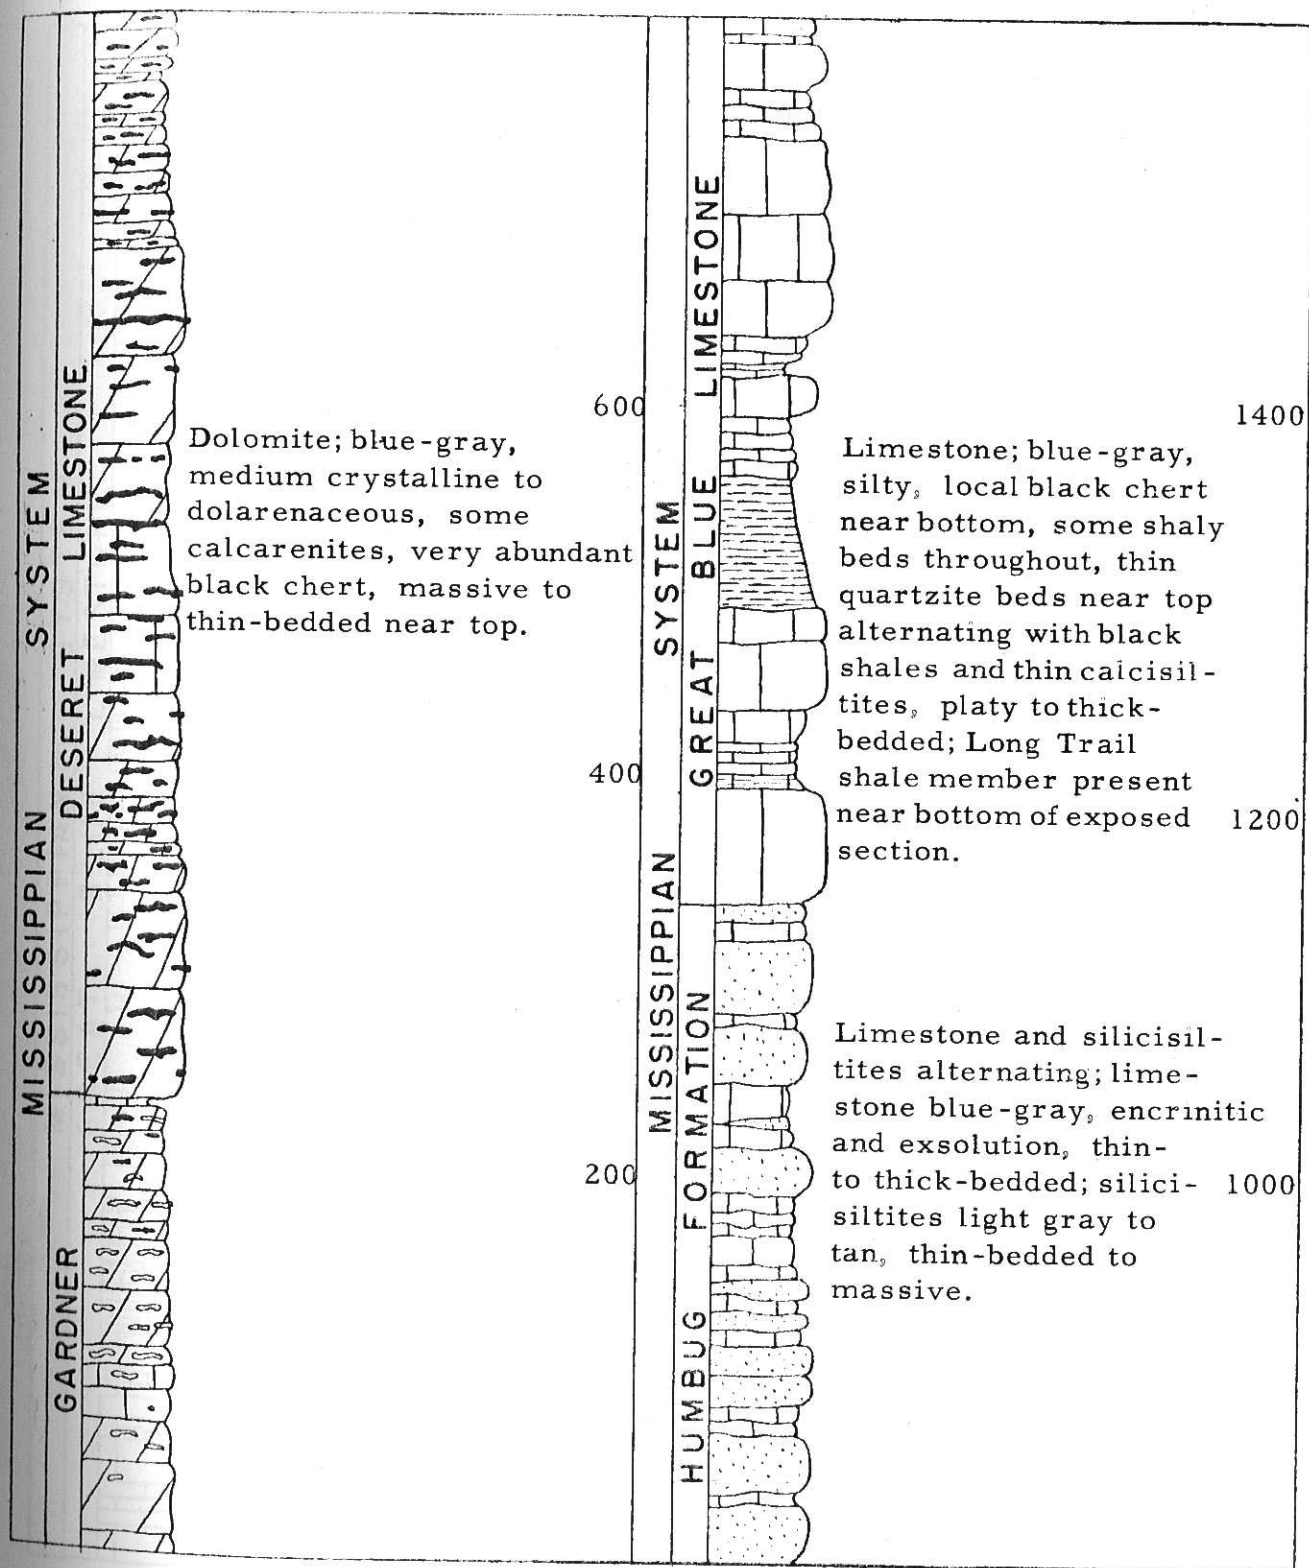 MISSISSIPPIAN SYSTEM
DESERET LIMESTONE
GARDNER
Dolomite; blue-gray,
medium crystalline to
dolarenaceous, some
calcarenites, very abundant
black chert, massive to
thin-bedded near top.
600
400
200
MISSISSIPPIAN SYSTEM
GREAT BLUE LIMESTONE
HUMBUG FORMATION
Limestone; blue-gray,
silty, local black chert
near bottom, some shaly
beds throughout, thin
quartzite beds near top
alternating with black
shales and thin calcisil-
tites, platy to thick-
bedded; Long Trail
shale member present
near bottom of exposed
section.
Limestone and silicisil-
tites alternating; lime-
stone blue-gray, encrinitic
and exsolution, thin-
to thick-bedded; silici-
siltites light gray to
tan, thin-bedded to
massive.
1400
1200
1000